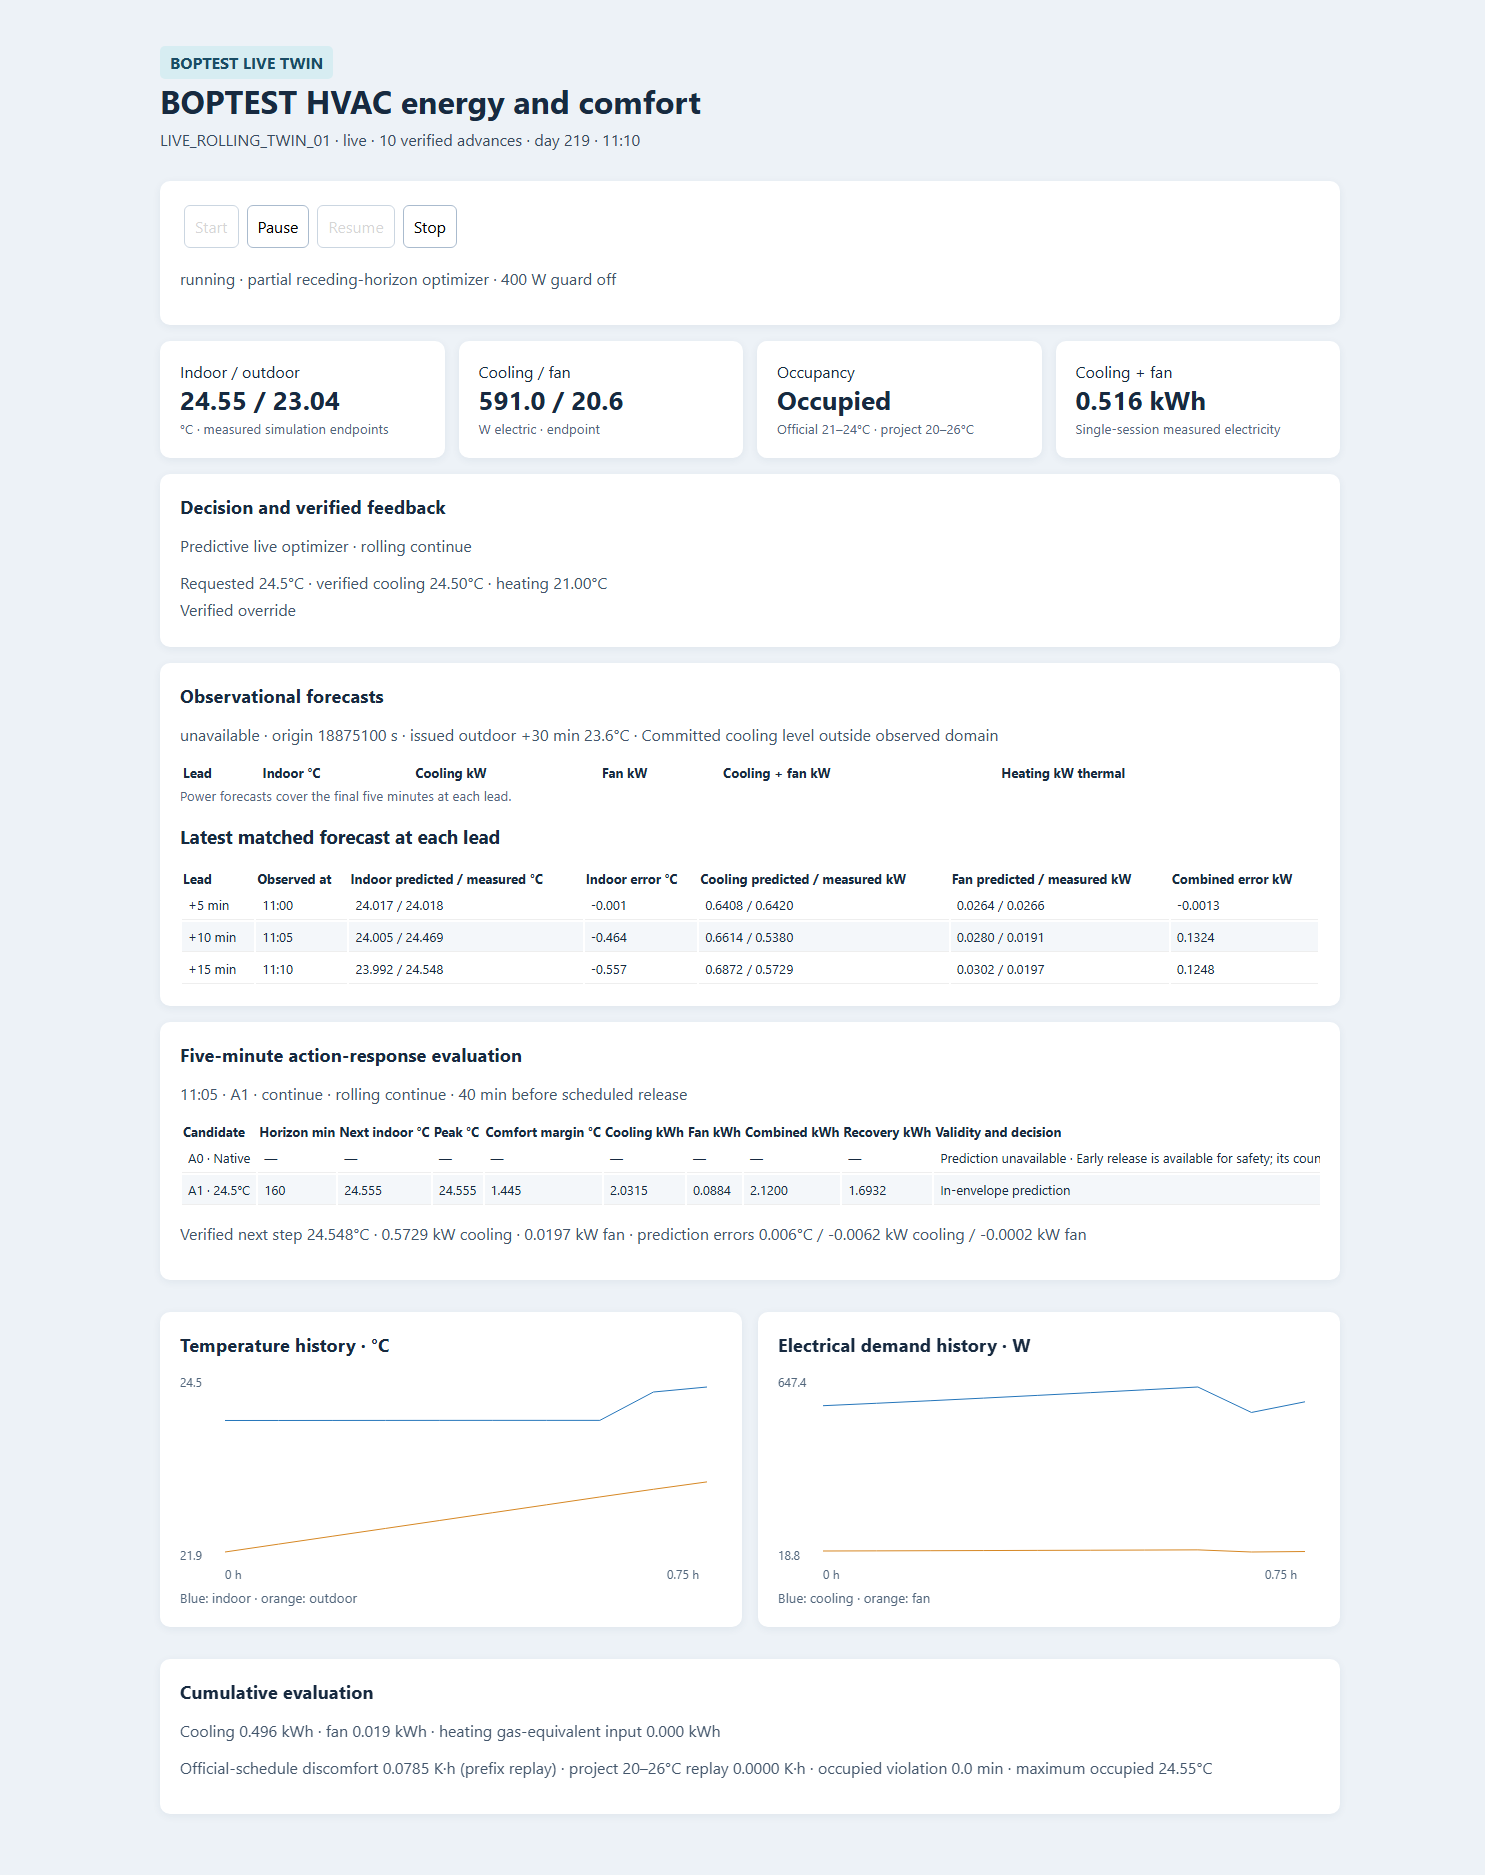 BOPTEST LIVE TWIN
BOPTEST HVAC energy and comfort
LIVE_ROLLING_TWIN_01 · live · 10 verified advances · day 219 · 11:10
Start Pause Resume Stop
running · partial receding-horizon optimizer · 400 W guard off
Indoor / outdoor
24.55 / 23.04
°C · measured simulation endpoints
Cooling / fan
591.0 / 20.6
W electric · endpoint
Occupancy
Occupied
Official 21–24°C · project 20–26°C
Cooling + fan
0.516 kWh
Single-session measured electricity
Decision and verified feedback
Predictive live optimizer · rolling continue
Requested 24.5°C · verified cooling 24.50°C · heating 21.00°C
Verified override
Observational forecasts
unavailable · origin 18875100 s · issued outdoor +30 min 23.6°C · Committed cooling level outside observed domain
Lead Indoor °C Cooling kW Fan kW Cooling + fan kW Heating kW thermal
Power forecasts cover the final five minutes at each lead.
Latest matched forecast at each lead
Lead Observed at Indoor predicted / measured °C Indoor error °C Cooling predicted / measured kW Fan predicted / measured kW Combined error kW
+5 min 11:00 24.017 / 24.018 -0.001 0.6408 / 0.6420 0.0264 / 0.0266 -0.0013
+10 min 11:05 24.005 / 24.469 -0.464 0.6614 / 0.5380 0.0280 / 0.0191 0.1324
+15 min 11:10 23.992 / 24.548 -0.557 0.6872 / 0.5729 0.0302 / 0.0197 0.1248
Five-minute action-response evaluation
11:05 · A1 · continue · rolling continue · 40 min before scheduled release
Candidate Horizon min Next indoor °C Peak °C Comfort margin °C Cooling kWh Fan kWh Combined kWh Recovery kWh Validity and decision
A0 · Native — — — — — — — — Prediction unavailable · Early release is available for safety; its coun
A1 · 24.5°C 160 24.555 24.555 1.445 2.0315 0.0884 2.1200 1.6932 In-envelope prediction
Verified next step 24.548°C · 0.5729 kW cooling · 0.0197 kW fan · prediction errors 0.006°C / -0.0062 kW cooling / -0.0002 kW fan
Temperature history · °C
24.5
21.9
0 h 0.75 h
Blue: indoor · orange: outdoor
Electrical demand history · W
647.4
18.8
0 h 0.75 h
Blue: cooling · orange: fan
Cumulative evaluation
Cooling 0.496 kWh · fan 0.019 kWh · heating gas-equivalent input 0.000 kWh
Official-schedule discomfort 0.0785 K·h (prefix replay) · project 20–26°C replay 0.0000 K·h · occupied violation 0.0 min · maximum occupied 24.55°C